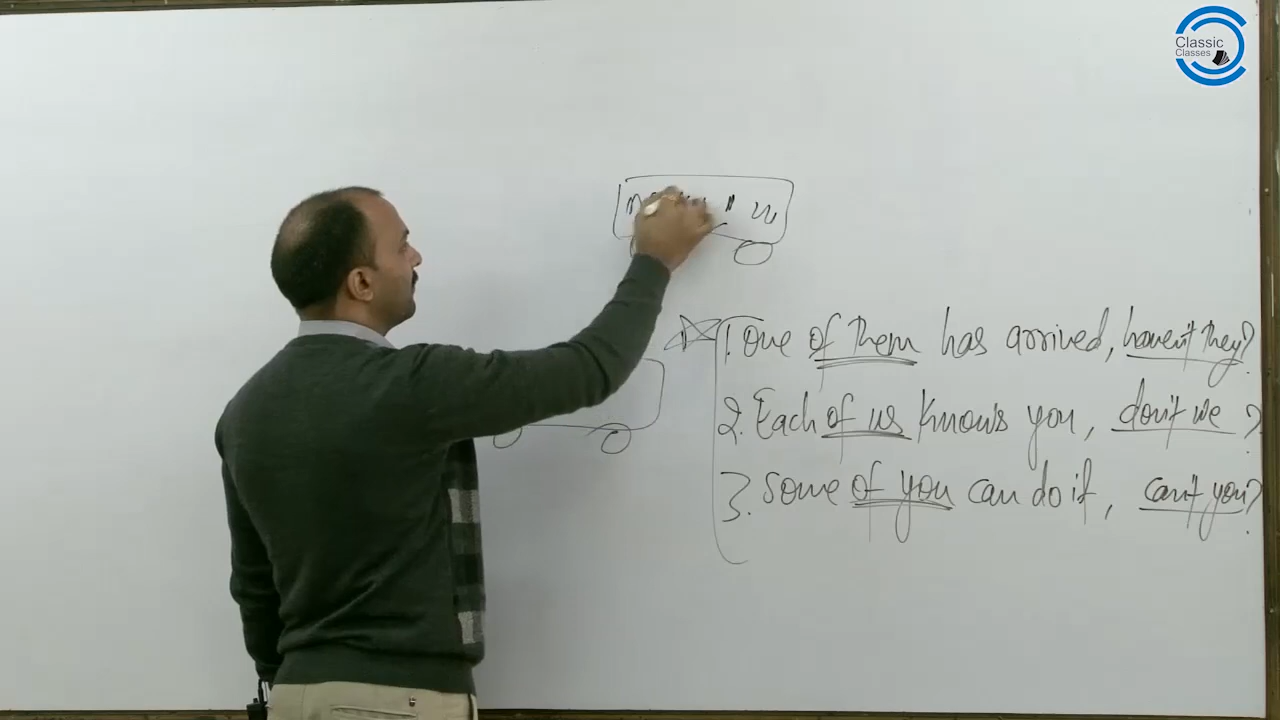 Classic
Classes
1. One of them has arrived, haven't they?
2. Each of us knows you, don't we?
3. Some of you can do it, can't you?